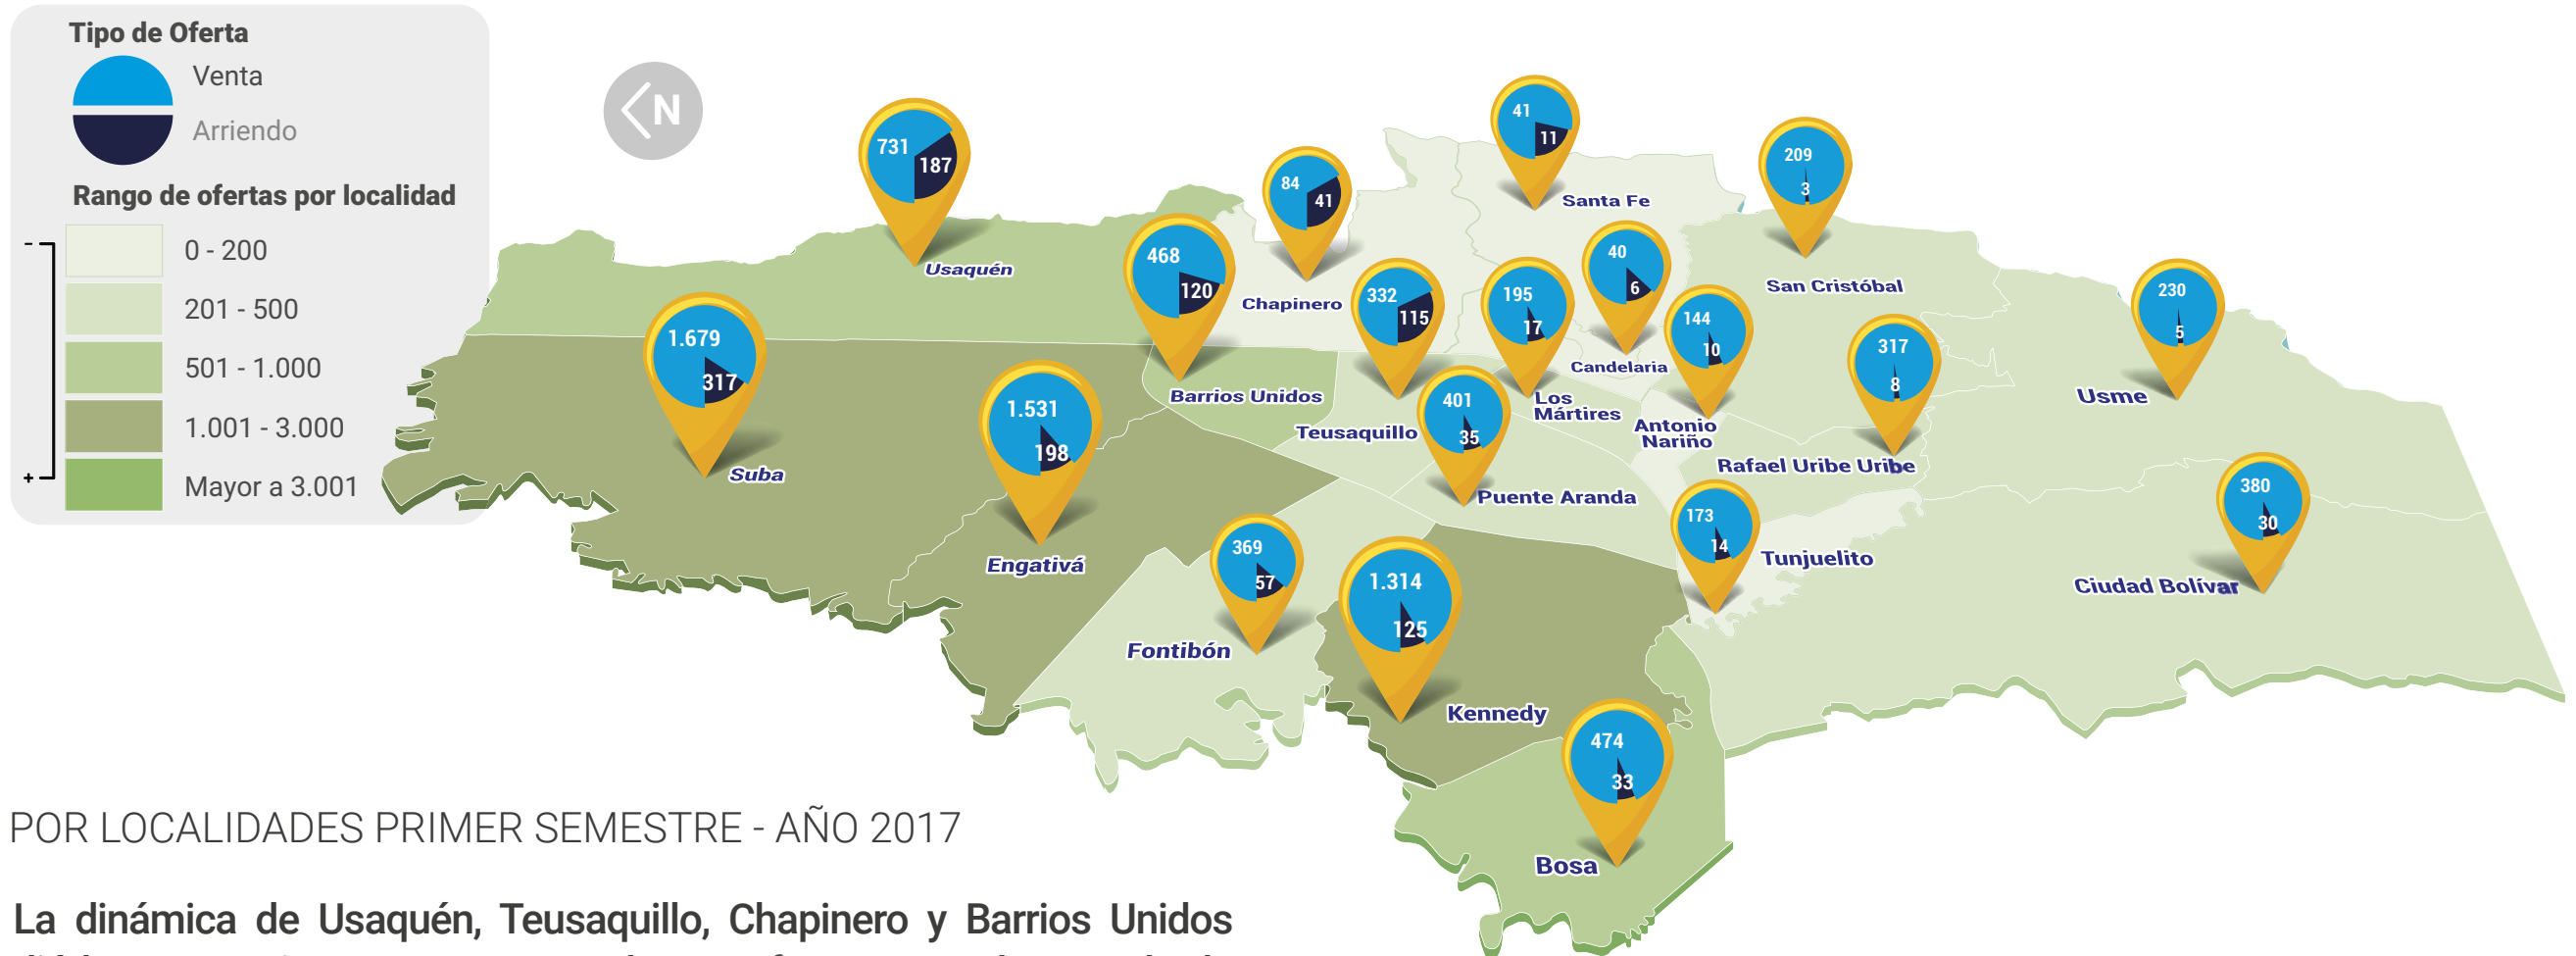 Tipo de Oferta
Venta
Arriendo
Rango de ofertas por localidad
-
0 - 200
201 - 500
501 - 1.000
1.001 - 3.000
+
Mayor a 3.001
N
731
187
Usaquén
84
41
Chapinero
41
11
Santa Fe
209
3
San Cristóbal
468
120
Barrios Unidos
332
115
Teusaquillo
195
17
Los
Mártires
40
6
Candelaria
144
10
Antonio
Nariño
317
8
Rafael Uribe Uribe
230
5
Usme
1.679
317
Suba
1.531
198
Engativá
401
35
Puente Aranda
369
57
Fontibón
1.314
125
Kennedy
173
14
Tunjuelito
380
30
Ciudad Bolívar
474
33
Bosa
POR LOCALIDADES PRIMER SEMESTRE - AÑO 2017
La dinámica de Usaquén, Teusaquillo, Chapinero y Barrios Unidos